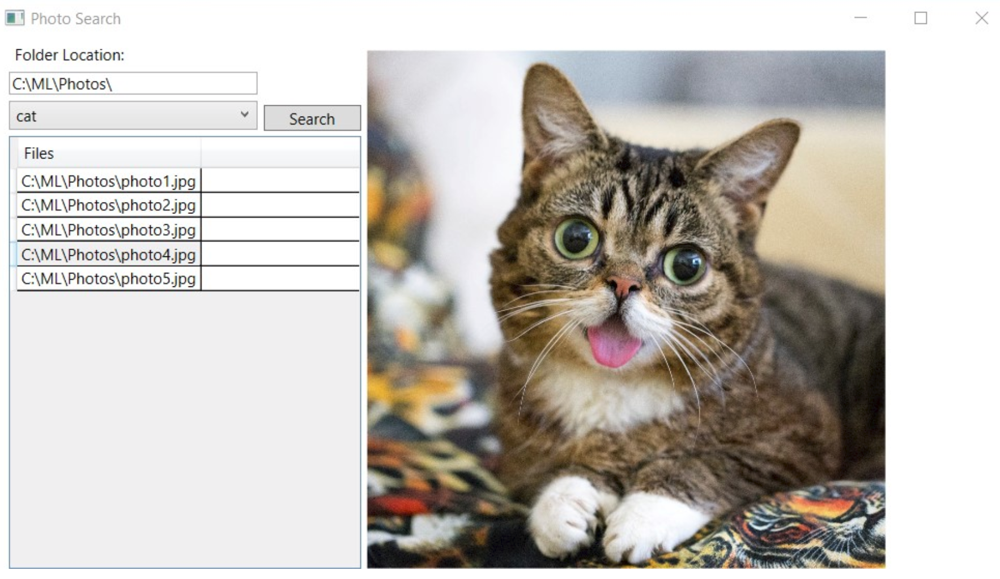 Photo Search
Folder Location:
C:\ML\Photos\
cat
Search
Files
C:\ML\Photos\photo1.jpg
C:\ML\Photos\photo2.jpg
C:\ML\Photos\photo3.jpg
C:\ML\Photos\photo4.jpg
C:\ML\Photos\photo5.jpg